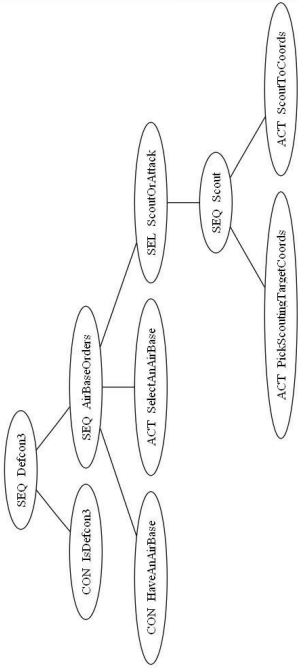 SEQ Defcon3
CON IsDefcon3
SEQ AirBaseOrders
CON HaveAnAirBase
ACT SelectAnAirBase
SEL ScoutOrAttack
SEQ Scout
ACT PickScoutingTargetCoords
ACT ScoutToCoords